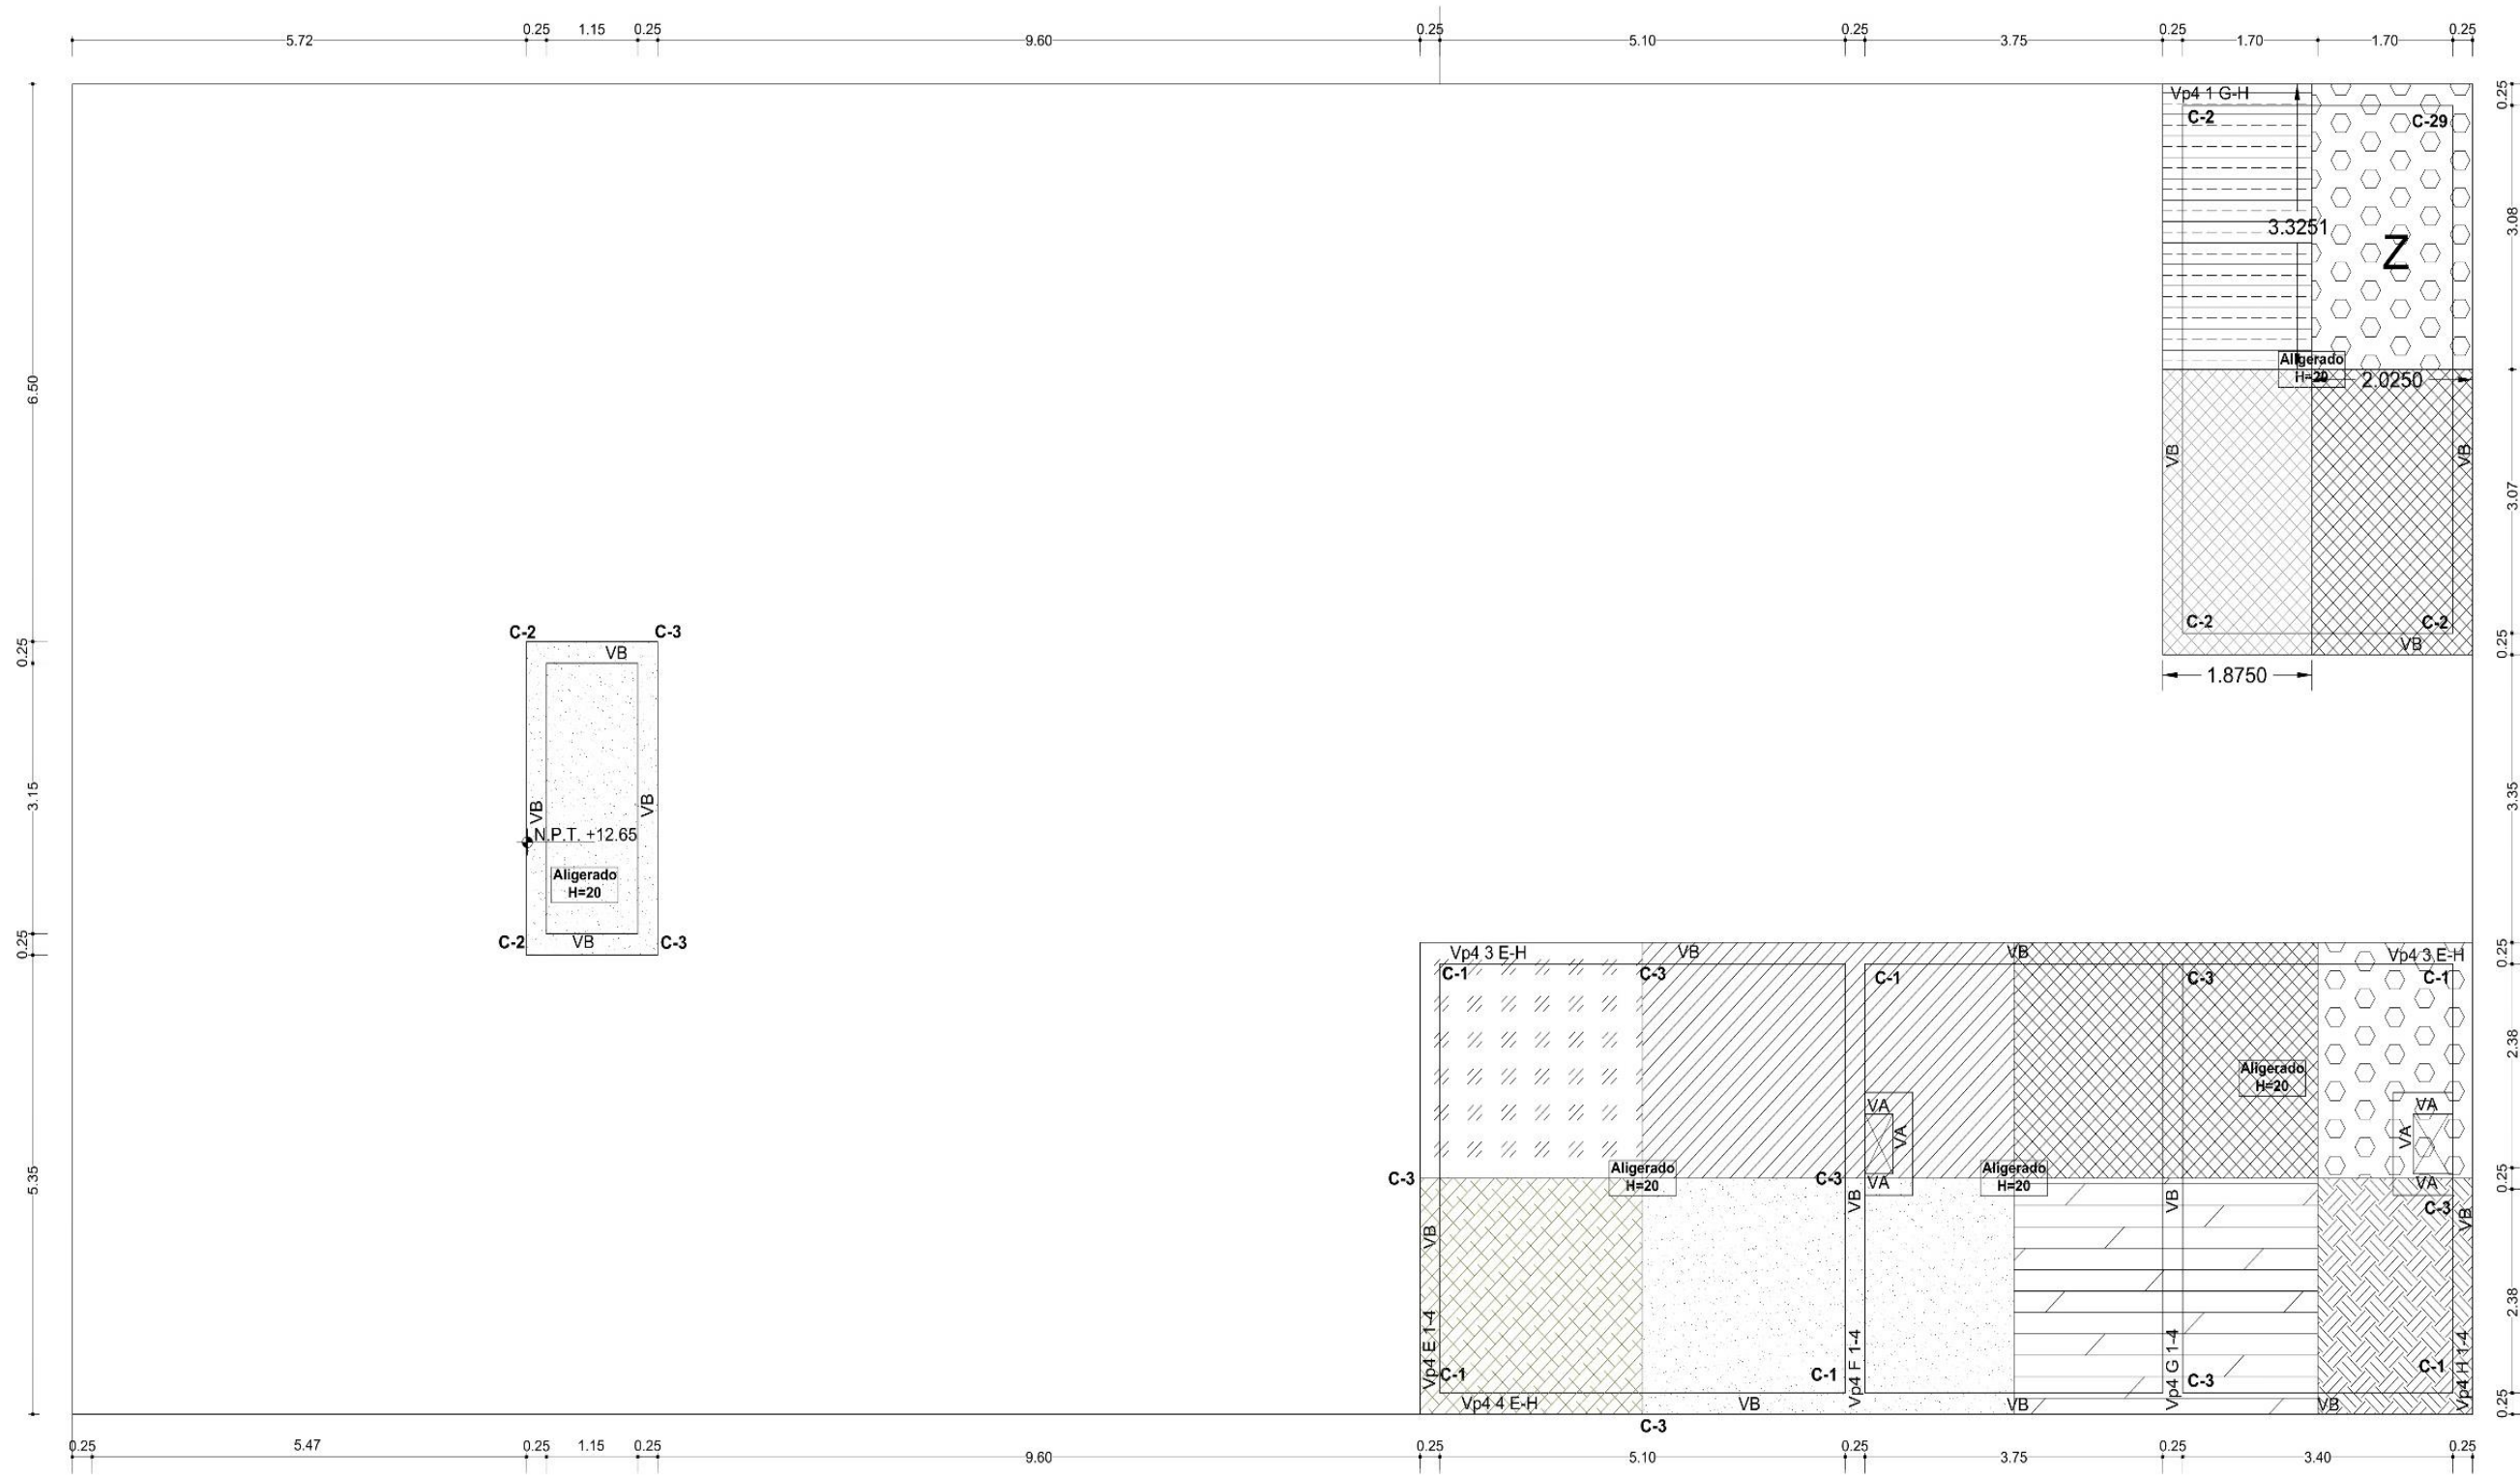 0.25 1.15 0.25 0.25 0.25 0.25 0.25
5.72 9.60 5.10 3.75 1.70 1.70
Vp4 1 G-H
0.25
C-2
C-29
3.08
3.3251
Z
Aligerado
H=20
2.0250
6.50
VB
VB
3.07
C-2
C-2
VB
0.25
1.8750
C-2
C-3
VB
0.25
3.15
VB
VB
3.35
N.P.T. +12.65
Aligerado
H=20
0.25
C-2
VB
C-3
Vp4 3 E-H
VB
VB
Vp4 3 E-H
0.25
C-1
C-3
C-1
C-3
C-1
2.38
Aligerado
H=20
VA
VA
VA
VA
C-3
Aligerado
H=20
C-3
VA
Aligerado
H=20
VA
0.25
5.35
VB
VB
VB
C-3
VB
2.38
Vp4 E 1-4
Vp4 F 1-4
Vp4 G 1-4
Vp4 H 1-4
C-1
C-1
C-3
C-1
Vp4 4 E-H
VB
VB
VB
0.25
C-3
0.25 5.47 0.25 1.15 0.25 0.25 0.25 0.25 0.25
9.60 5.10 3.75 3.40